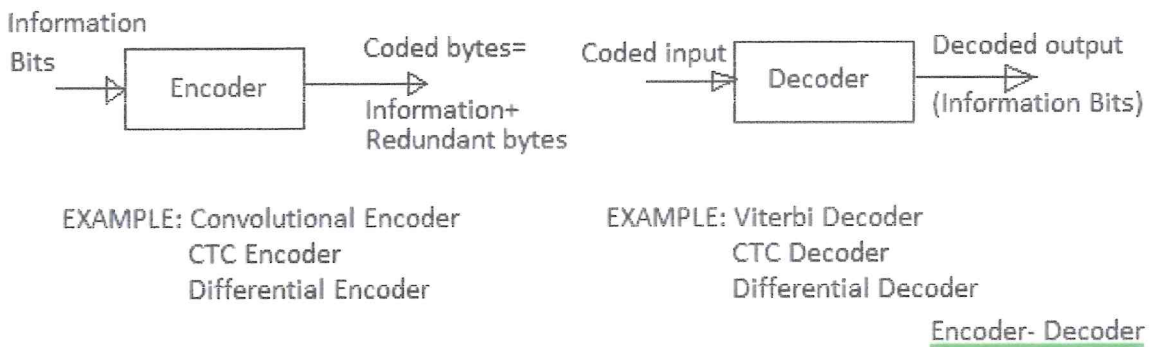 Information
Bits
Encoder
Coded bytes=
Information+
Redundant bytes
Coded input
Decoder
Decoded output
(Information Bits)
EXAMPLE: Convolutional Encoder
CTC Encoder
Differential Encoder
EXAMPLE: Viterbi Decoder
CTC Decoder
Differential Decoder
Encoder- Decoder